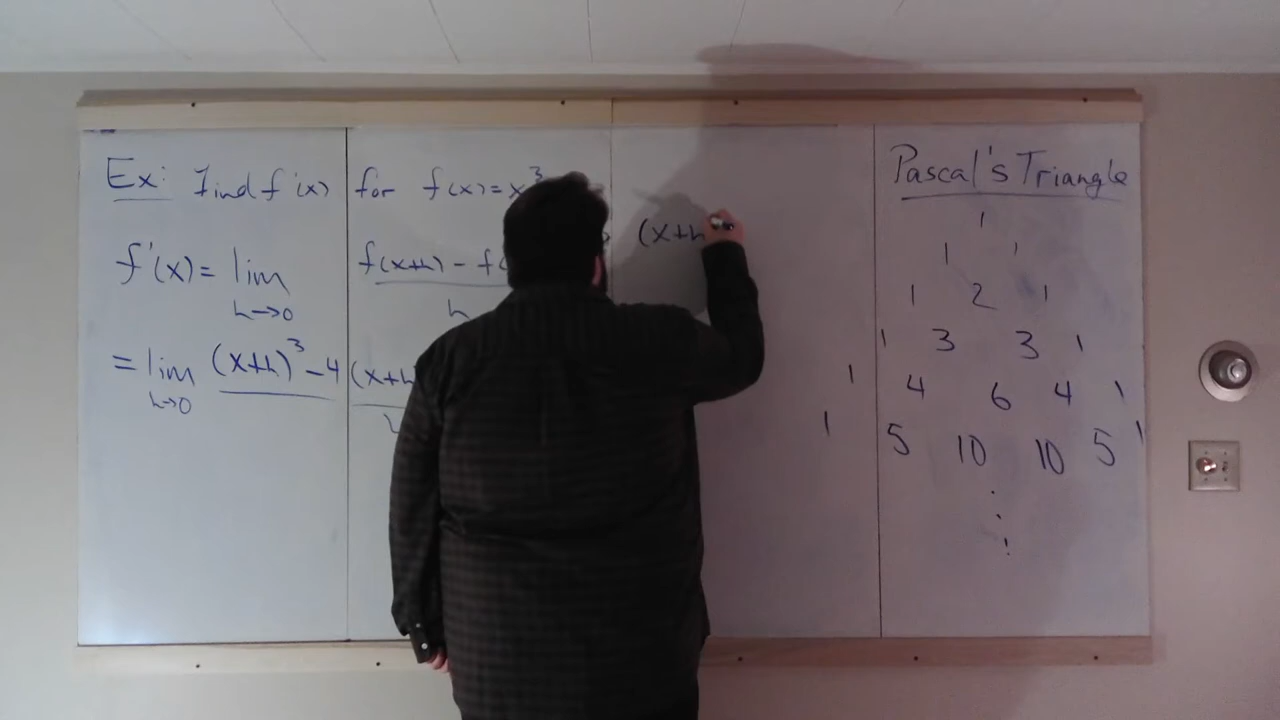 Ex: Find f'(x) for f(x)=x³
f'(x) = lim f(x+h) - f(
h→0 h
= lim (x+h)³ - 4(x+h
h→0
(x+h
Pascal's Triangle
1
1 1
1 2 1
1 3 3 1
1 4 6 4 1
1 5 10 10 5 1